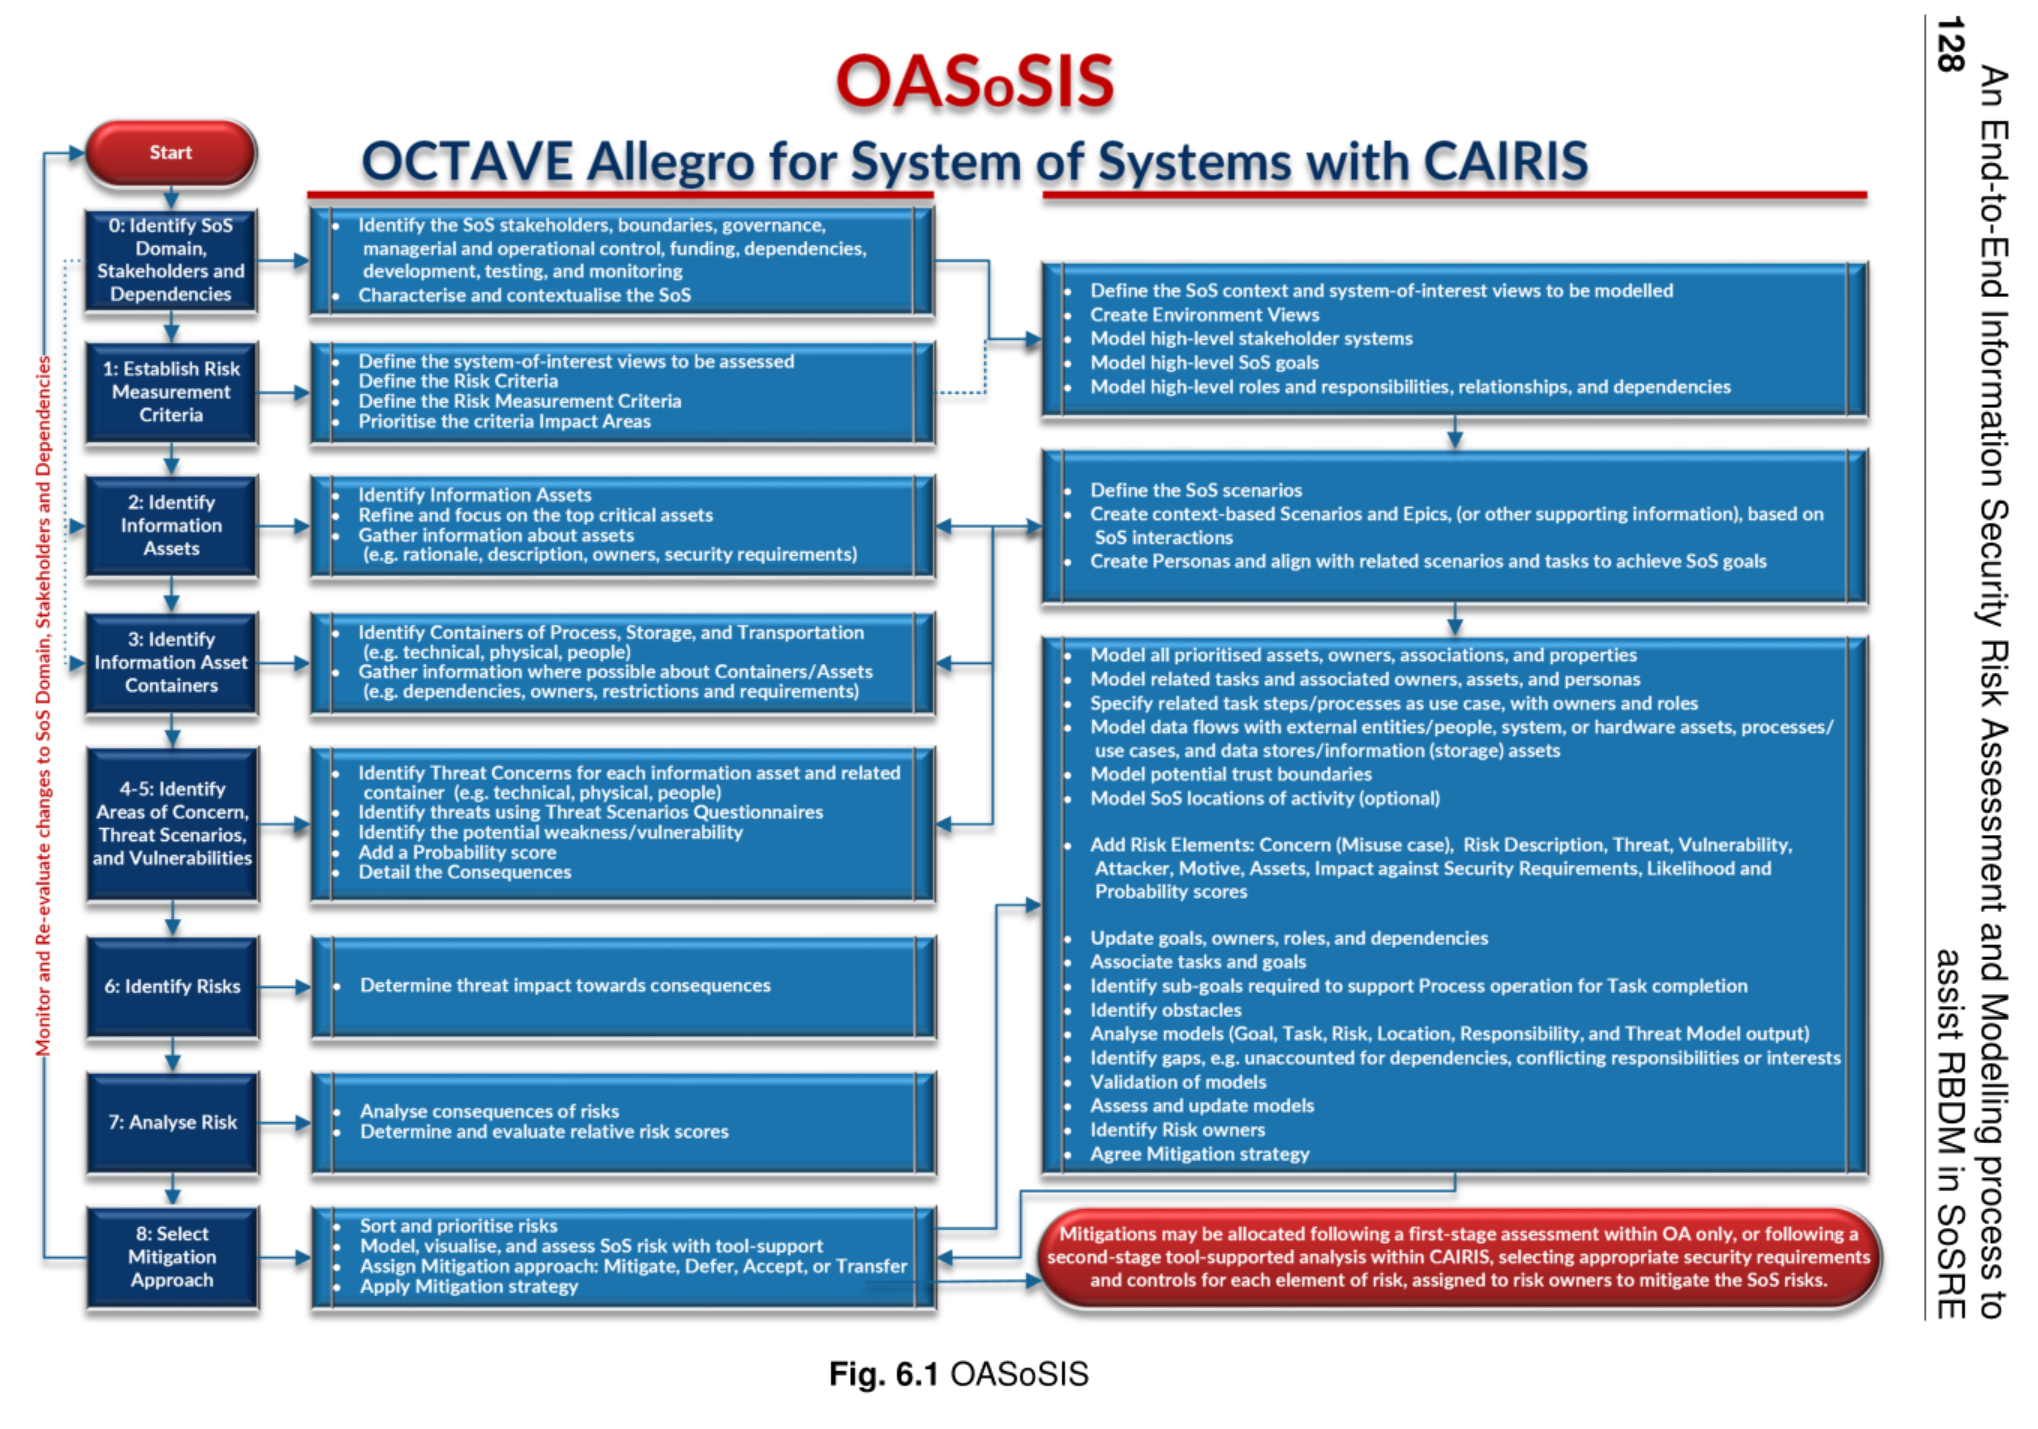 OASoSIS
OCTAVE Allegro for System of Systems with CAIRIS
Start
0: Identify SoS
Domain,
Stakeholders and
Dependencies
• Identify the SoS stakeholders, boundaries, governance,
managerial and operational control, funding, dependencies,
development, testing, and monitoring
• Characterise and contextualise the SoS
1: Establish Risk
Measurement
Criteria
• Define the system-of-interest views to be assessed
• Define the Risk Criteria
• Define the Risk Measurement Criteria
• Prioritise the criteria Impact Areas
2: Identify
Information
Assets
• Identify Information Assets
• Refine and focus on the top critical assets
• Gather information about assets
(e.g. rationale, description, owners, security requirements)
3: Identify
Information Asset
Containers
• Identify Containers of Process, Storage, and Transportation
(e.g. technical, physical, people)
• Gather information where possible about Containers/Assets
(e.g. dependencies, owners, restrictions and requirements)
4-5: Identify
Areas of Concern,
Threat Scenarios,
and Vulnerabilities
• Identify Threat Concerns for each information asset and related
container (e.g. technical, physical, people)
• Identify threats using Threat Scenarios Questionnaires
• Identify the potential weakness/vulnerability
• Add a Probability score
• Detail the Consequences
6: Identify Risks
• Determine threat impact towards consequences
7: Analyse Risk
• Analyse consequences of risks
• Determine and evaluate relative risk scores
8: Select
Mitigation
Approach
• Sort and prioritise risks
• Model, visualise, and assess SoS risk with tool-support
• Assign Mitigation approach: Mitigate, Defer, Accept, or Transfer
• Apply Mitigation strategy
Monitor and Re-evaluate changes to SoS Domain, Stakeholders and Dependencies
• Define the SoS context and system-of-interest views to be modelled
• Create Environment Views
• Model high-level stakeholder systems
• Model high-level SoS goals
• Model high-level roles and responsibilities, relationships, and dependencies
• Define the SoS scenarios
• Create context-based Scenarios and Epics, (or other supporting information), based on
SoS interactions
• Create Personas and align with related scenarios and tasks to achieve SoS goals
• Model all prioritised assets, owners, associations, and properties
• Model related tasks and associated owners, assets, and personas
• Specify related task steps/processes as use case, with owners and roles
• Model data flows with external entities/people, system, or hardware assets, processes/
use cases, and data stores/information (storage) assets
• Model potential trust boundaries
• Model SoS locations of activity (optional)
• Add Risk Elements: Concern (Misuse case), Risk Description, Threat, Vulnerability,
Attacker, Motive, Assets, Impact against Security Requirements, Likelihood and
Probability scores
• Update goals, owners, roles, and dependencies
• Associate tasks and goals
• Identify sub-goals required to support Process operation for Task completion
• Identify obstacles
• Analyse models (Goal, Task, Risk, Location, Responsibility, and Threat Model output)
• Identify gaps, e.g. unaccounted for dependencies, conflicting responsibilities or interests
• Validation of models
• Assess and update models
• Identify Risk owners
• Agree Mitigation strategy
Mitigations may be allocated following a first-stage assessment within OA only, or following a
second-stage tool-supported analysis within CAIRIS, selecting appropriate security requirements
and controls for each element of risk, assigned to risk owners to mitigate the SoS risks.
Fig. 6.1 OASoSIS
An End-to-End Information Security Risk Assessment and Modelling process to
128 assist RBDM in SoSRE